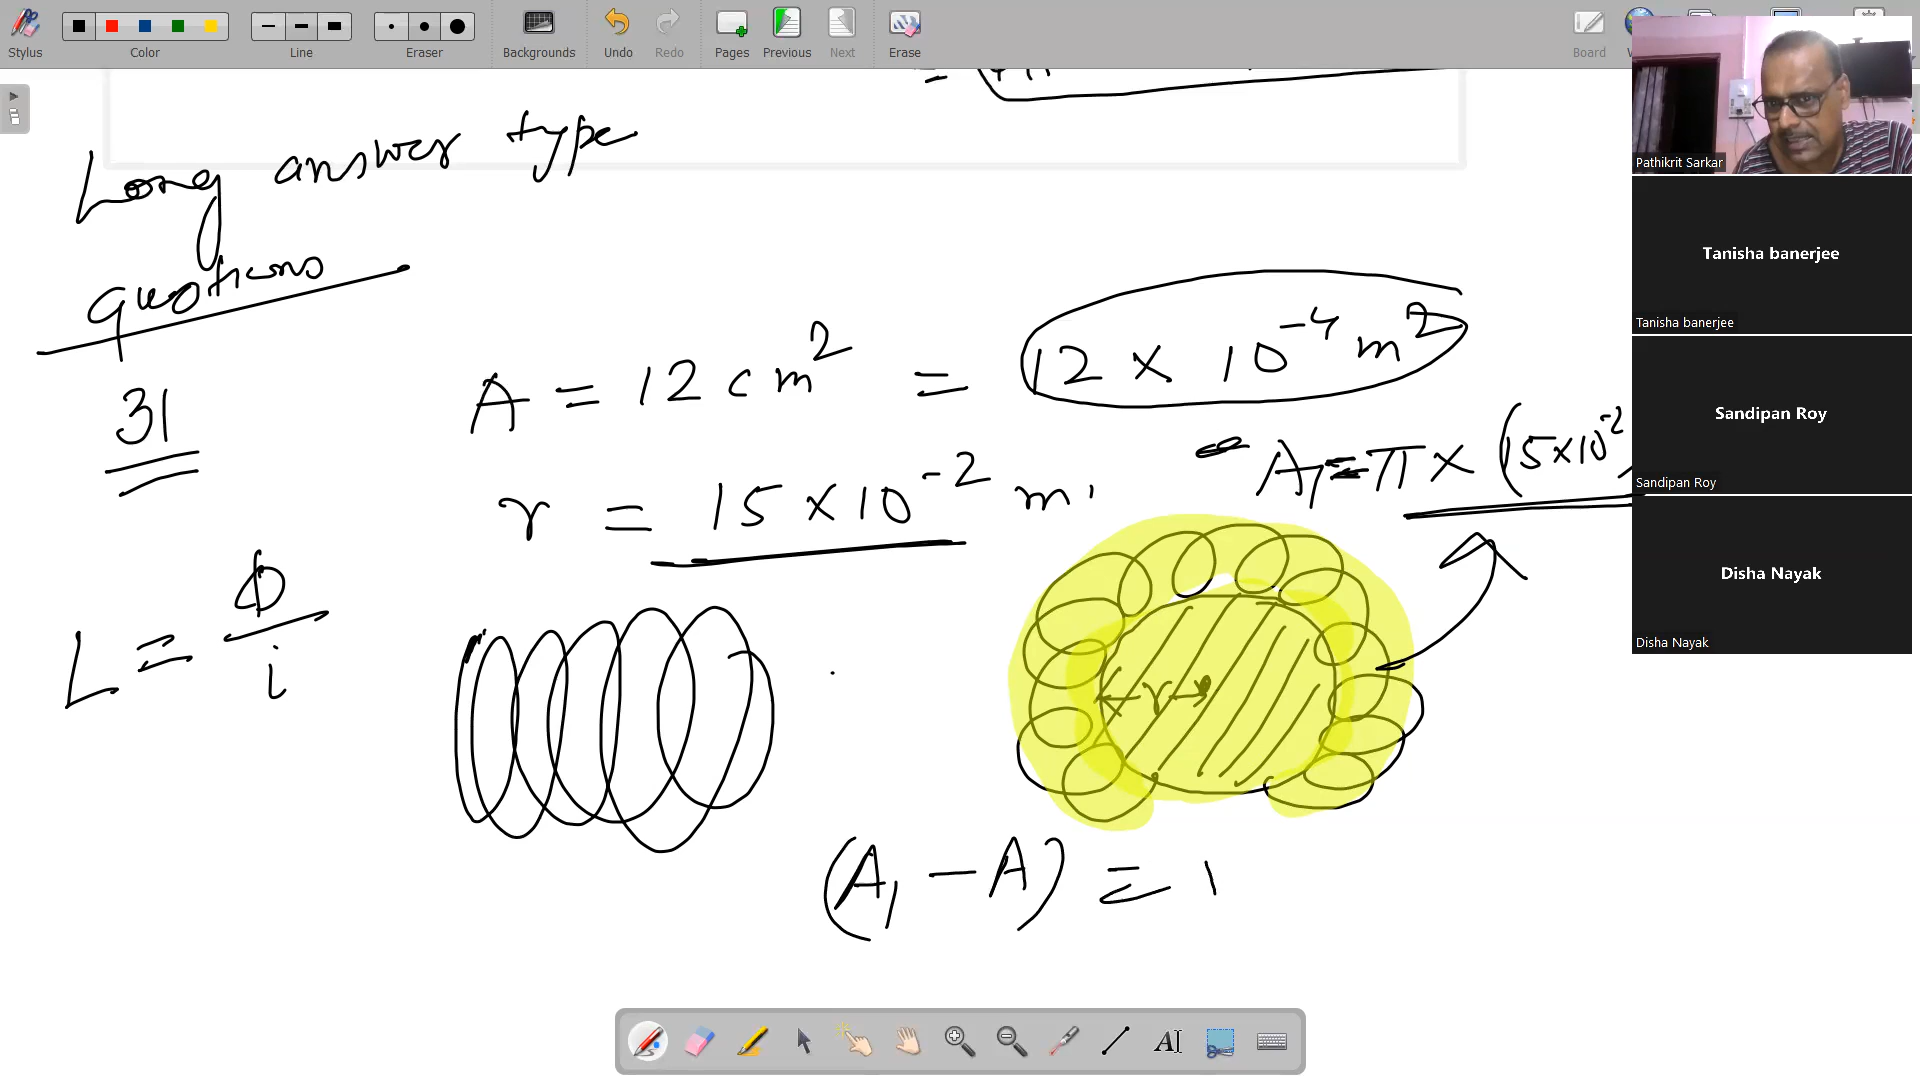 Stylus Color Line Eraser Backgrounds Undo Redo Pages Previous Next Erase Board
Long answer type
questions
31
A = 12 cm² = 12 × 10⁻⁴ m²
r = 15 × 10⁻² m.
A₁ = π × (15×10⁻²
L = Φ/i
r
(A₁ − A) =
Pathikrit Sarkar
Tanisha banerjee
Tanisha banerjee
Sandipan Roy
Sandipan Roy
Disha Nayak
Disha Nayak